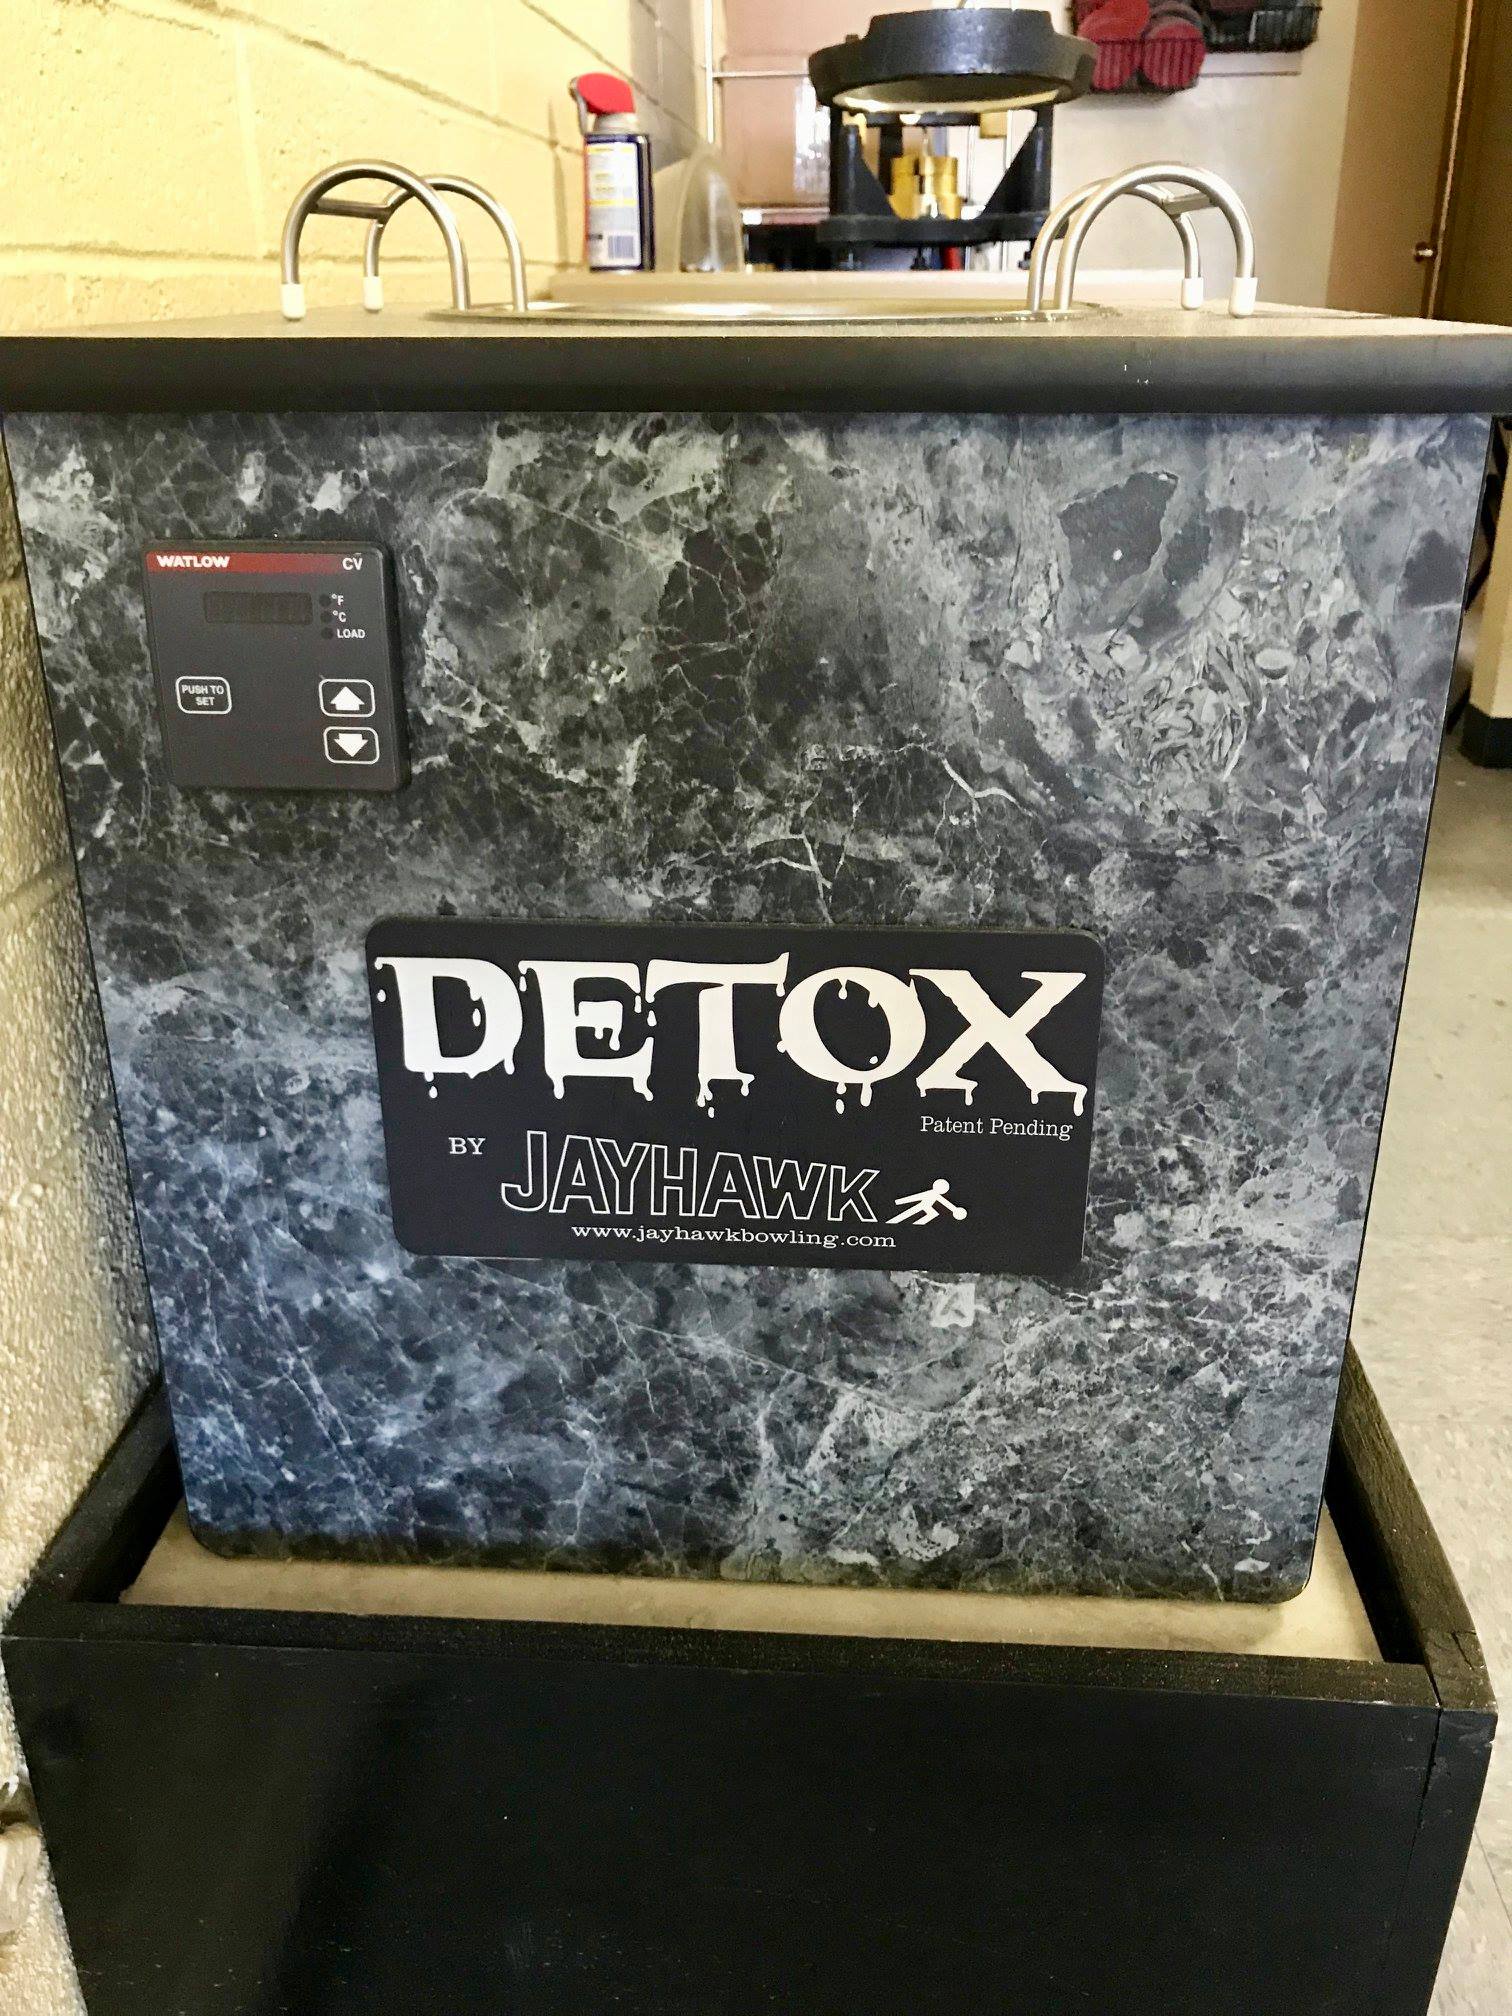 WATLOW CV
°F
°C
LOAD
PUSH TO
SET
DETOX
Patent Pending
BY JAYHAWK
www.jayhawkbowling.com